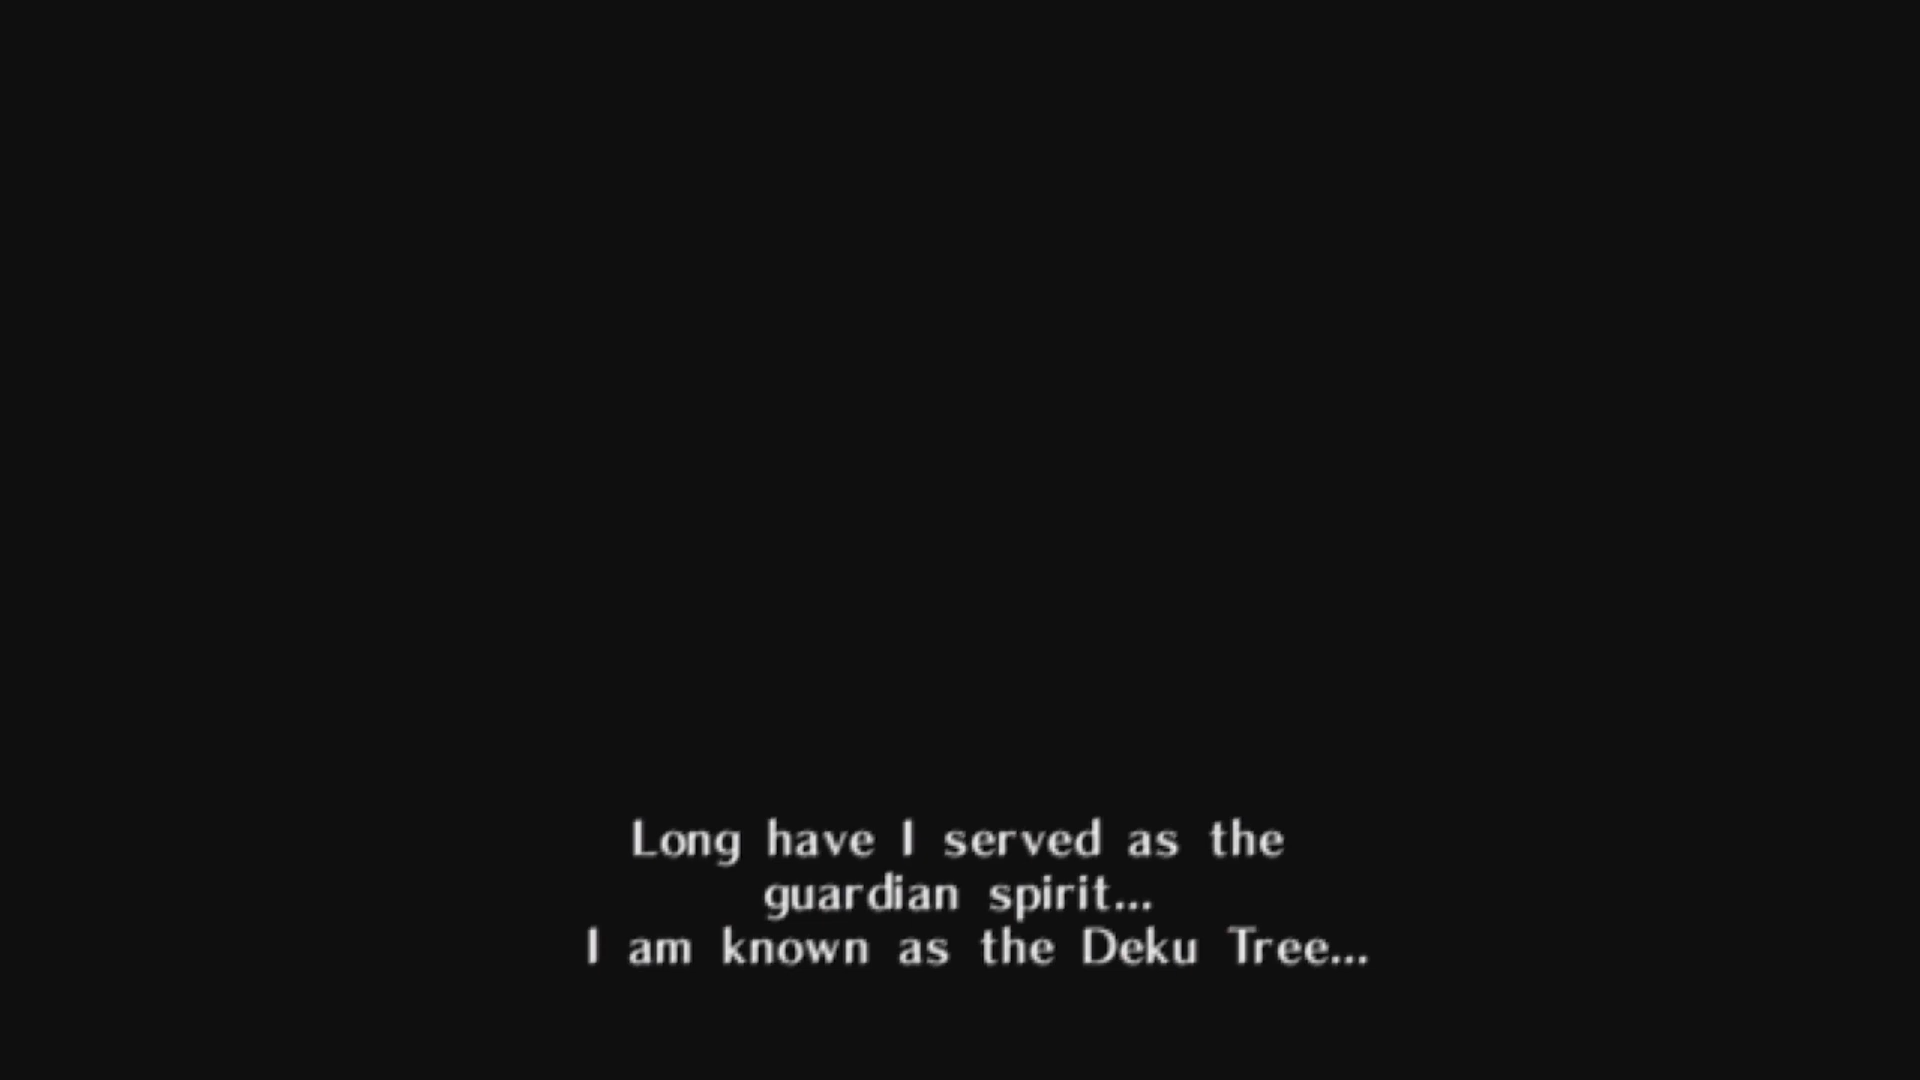 Long have I served as the
guardian spirit...
I am known as the Deku Tree...